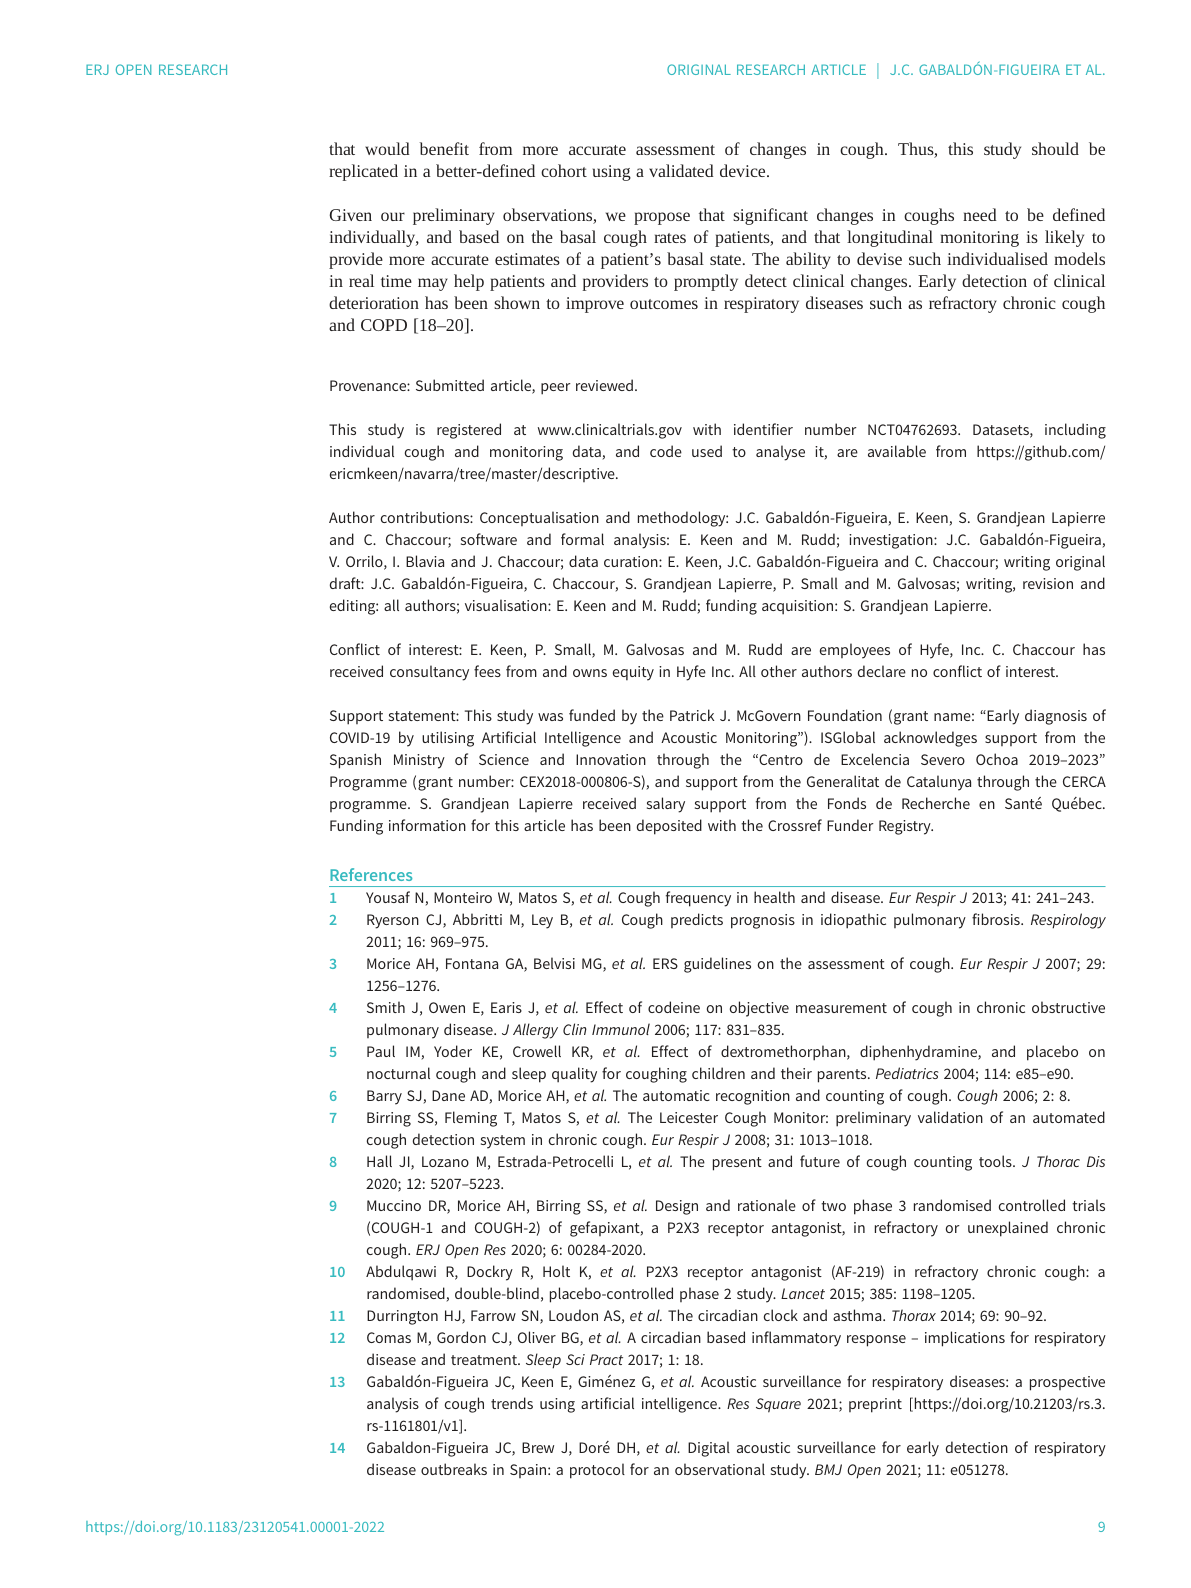 ERJ OPEN RESEARCH
ORIGINAL RESEARCH ARTICLE | J.C. GABALDÓN-FIGUEIRA ET AL.
that would benefit from more accurate assessment of changes in cough. Thus, this study should be
replicated in a better-defined cohort using a validated device.
Given our preliminary observations, we propose that significant changes in coughs need to be defined
individually, and based on the basal cough rates of patients, and that longitudinal monitoring is likely to
provide more accurate estimates of a patient’s basal state. The ability to devise such individualised models
in real time may help patients and providers to promptly detect clinical changes. Early detection of clinical
deterioration has been shown to improve outcomes in respiratory diseases such as refractory chronic cough
and COPD [18–20].
Provenance: Submitted article, peer reviewed.
This study is registered at www.clinicaltrials.gov with identifier number NCT04762693. Datasets, including
individual cough and monitoring data, and code used to analyse it, are available from https://github.com/
ericmkeen/navarra/tree/master/descriptive.
Author contributions: Conceptualisation and methodology: J.C. Gabaldón-Figueira, E. Keen, S. Grandjean Lapierre
and C. Chaccour; software and formal analysis: E. Keen and M. Rudd; investigation: J.C. Gabaldón-Figueira,
V. Orrilo, I. Blavia and J. Chaccour; data curation: E. Keen, J.C. Gabaldón-Figueira and C. Chaccour; writing original
draft: J.C. Gabaldón-Figueira, C. Chaccour, S. Grandjean Lapierre, P. Small and M. Galvosas; writing, revision and
editing: all authors; visualisation: E. Keen and M. Rudd; funding acquisition: S. Grandjean Lapierre.
Conflict of interest: E. Keen, P. Small, M. Galvosas and M. Rudd are employees of Hyfe, Inc. C. Chaccour has
received consultancy fees from and owns equity in Hyfe Inc. All other authors declare no conflict of interest.
Support statement: This study was funded by the Patrick J. McGovern Foundation (grant name: “Early diagnosis of
COVID-19 by utilising Artificial Intelligence and Acoustic Monitoring”). ISGlobal acknowledges support from the
Spanish Ministry of Science and Innovation through the “Centro de Excelencia Severo Ochoa 2019–2023”
Programme (grant number: CEX2018-000806-S), and support from the Generalitat de Catalunya through the CERCA
programme. S. Grandjean Lapierre received salary support from the Fonds de Recherche en Santé Québec.
Funding information for this article has been deposited with the Crossref Funder Registry.
References
1 Yousaf N, Monteiro W, Matos S, et al. Cough frequency in health and disease. Eur Respir J 2013; 41: 241–243.
2 Ryerson CJ, Abbritti M, Ley B, et al. Cough predicts prognosis in idiopathic pulmonary fibrosis. Respirology
2011; 16: 969–975.
3 Morice AH, Fontana GA, Belvisi MG, et al. ERS guidelines on the assessment of cough. Eur Respir J 2007; 29:
1256–1276.
4 Smith J, Owen E, Earis J, et al. Effect of codeine on objective measurement of cough in chronic obstructive
pulmonary disease. J Allergy Clin Immunol 2006; 117: 831–835.
5 Paul IM, Yoder KE, Crowell KR, et al. Effect of dextromethorphan, diphenhydramine, and placebo on
nocturnal cough and sleep quality for coughing children and their parents. Pediatrics 2004; 114: e85–e90.
6 Barry SJ, Dane AD, Morice AH, et al. The automatic recognition and counting of cough. Cough 2006; 2: 8.
7 Birring SS, Fleming T, Matos S, et al. The Leicester Cough Monitor: preliminary validation of an automated
cough detection system in chronic cough. Eur Respir J 2008; 31: 1013–1018.
8 Hall JI, Lozano M, Estrada-Petrocelli L, et al. The present and future of cough counting tools. J Thorac Dis
2020; 12: 5207–5223.
9 Muccino DR, Morice AH, Birring SS, et al. Design and rationale of two phase 3 randomised controlled trials
(COUGH-1 and COUGH-2) of gefapixant, a P2X3 receptor antagonist, in refractory or unexplained chronic
cough. ERJ Open Res 2020; 6: 00284-2020.
10 Abdulqawi R, Dockry R, Holt K, et al. P2X3 receptor antagonist (AF-219) in refractory chronic cough: a
randomised, double-blind, placebo-controlled phase 2 study. Lancet 2015; 385: 1198–1205.
11 Durrington HJ, Farrow SN, Loudon AS, et al. The circadian clock and asthma. Thorax 2014; 69: 90–92.
12 Comas M, Gordon CJ, Oliver BG, et al. A circadian based inflammatory response – implications for respiratory
disease and treatment. Sleep Sci Pract 2017; 1: 18.
13 Gabaldón-Figueira JC, Keen E, Giménez G, et al. Acoustic surveillance for respiratory diseases: a prospective
analysis of cough trends using artificial intelligence. Res Square 2021; preprint [https://doi.org/10.21203/rs.3.
rs-1161801/v1].
14 Gabaldon-Figueira JC, Brew J, Doré DH, et al. Digital acoustic surveillance for early detection of respiratory
disease outbreaks in Spain: a protocol for an observational study. BMJ Open 2021; 11: e051278.
https://doi.org/10.1183/23120541.00001-2022
9